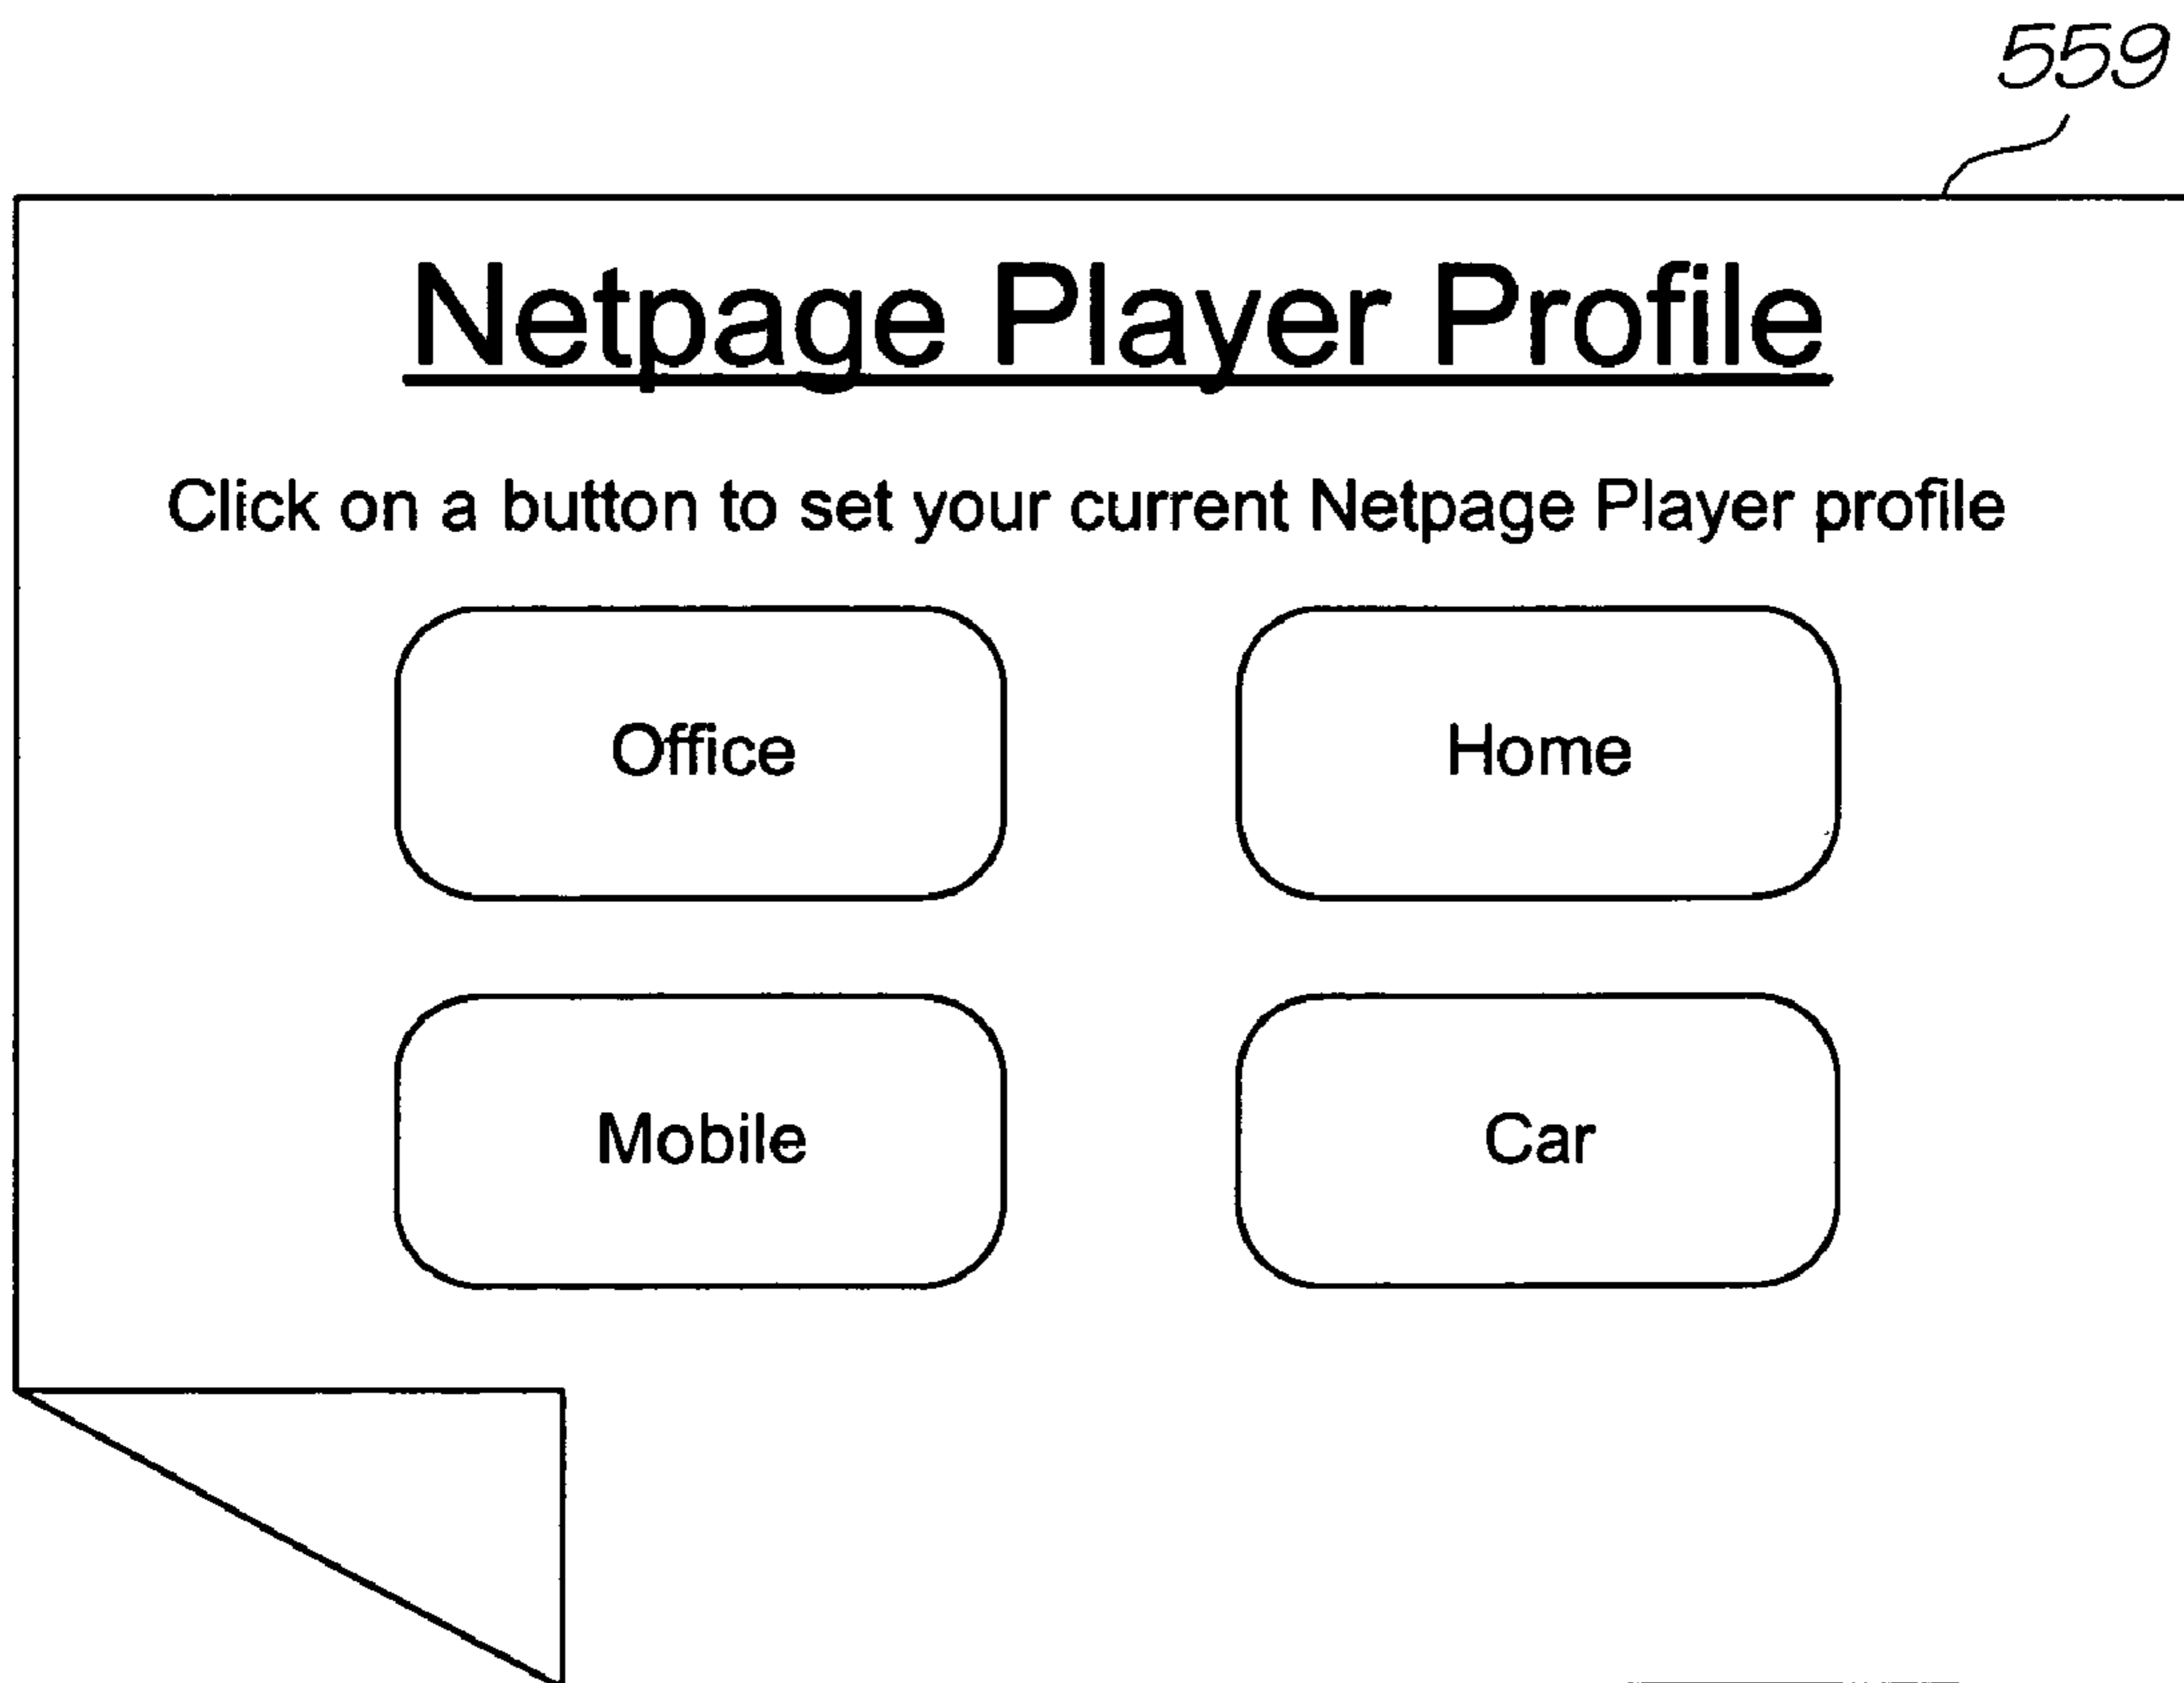 559
Netpage Player Profile
Click on a button to set your current Netpage Player profile
Office
Home
Mobile
Car